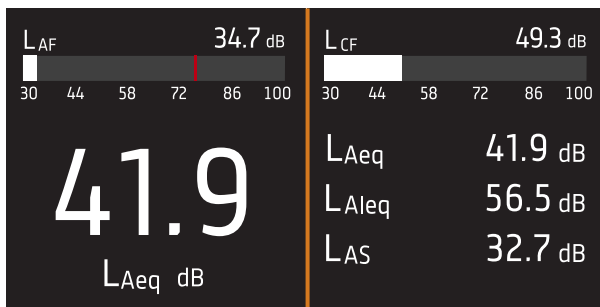 LAF 34.7 dB
30 44 58 72 86 100
41.9
LAeq dB
LCF 49.3 dB
30 44 58 72 86 100
LAeq 41.9 dB
LAIeq 56.5 dB
LAS 32.7 dB